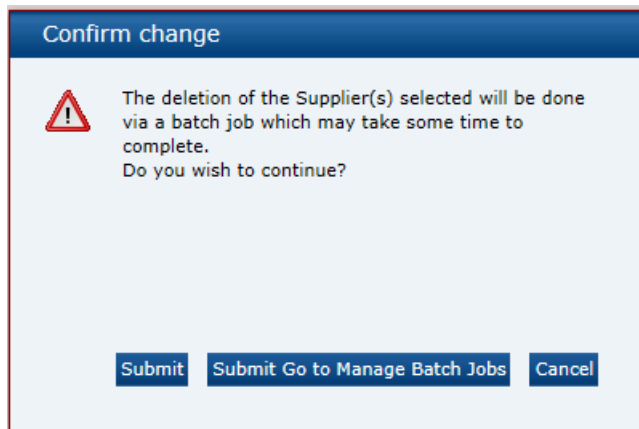 Confirm change
The deletion of the Supplier(s) selected will be done
via a batch job which may take some time to
complete.
Do you wish to continue?
Submit
Submit Go to Manage Batch Jobs
Cancel